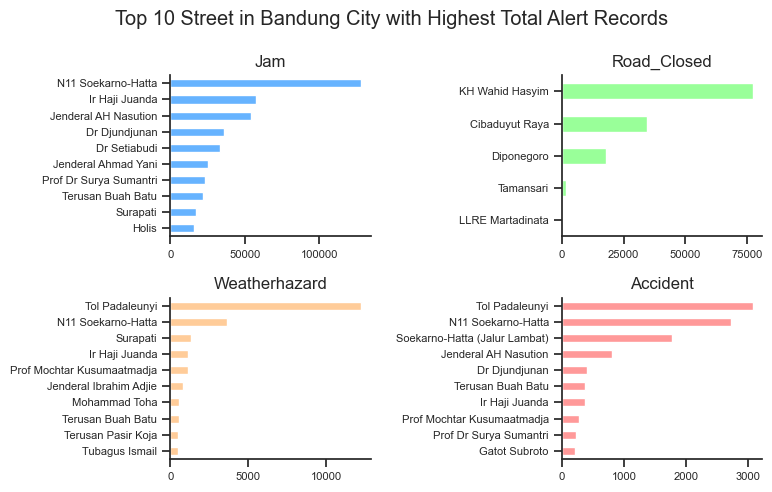 Top 10 Street in Bandung City with Highest Total Alert Records
Jam
N11 Soekarno-Hatta
Ir Haji Juanda
Jenderal AH Nasution
Dr Djundjunan
Dr Setiabudi
Jenderal Ahmad Yani
Prof Dr Surya Sumantri
Terusan Buah Batu
Surapati
Holis
0 50000 100000
Road_Closed
KH Wahid Hasyim
Cibaduyut Raya
Diponegoro
Tamansari
LLRE Martadinata
0 25000 50000 75000
Weatherhazard
Tol Padaleunyi
N11 Soekarno-Hatta
Surapati
Ir Haji Juanda
Prof Mochtar Kusumaatmadja
Jenderal Ibrahim Adjie
Mohammad Toha
Terusan Buah Batu
Terusan Pasir Koja
Tubagus Ismail
0 5000 10000
Accident
Tol Padaleunyi
N11 Soekarno-Hatta
Soekarno-Hatta (Jalur Lambat)
Jenderal AH Nasution
Dr Djundjunan
Terusan Buah Batu
Ir Haji Juanda
Prof Mochtar Kusumaatmadja
Prof Dr Surya Sumantri
Gatot Subroto
0 1000 2000 3000